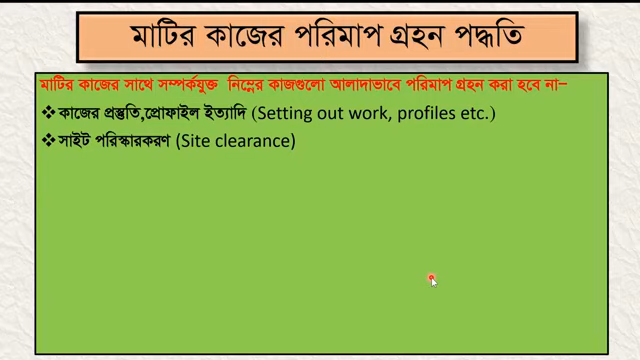 মাটির কাজের পরিমাপ গ্রহন পদ্ধতি
মাটির কাজের সাথে সম্পর্কযুক্ত নিম্নের কাজগুলো আলাদাভাবে পরিমাপ গ্রহন করা হবে না-
❖কাজের প্রস্তুতি,প্রোফাইল ইত্যাদি (Setting out work, profiles etc.)
❖সাইট পরিস্কারকরণ (Site clearance)